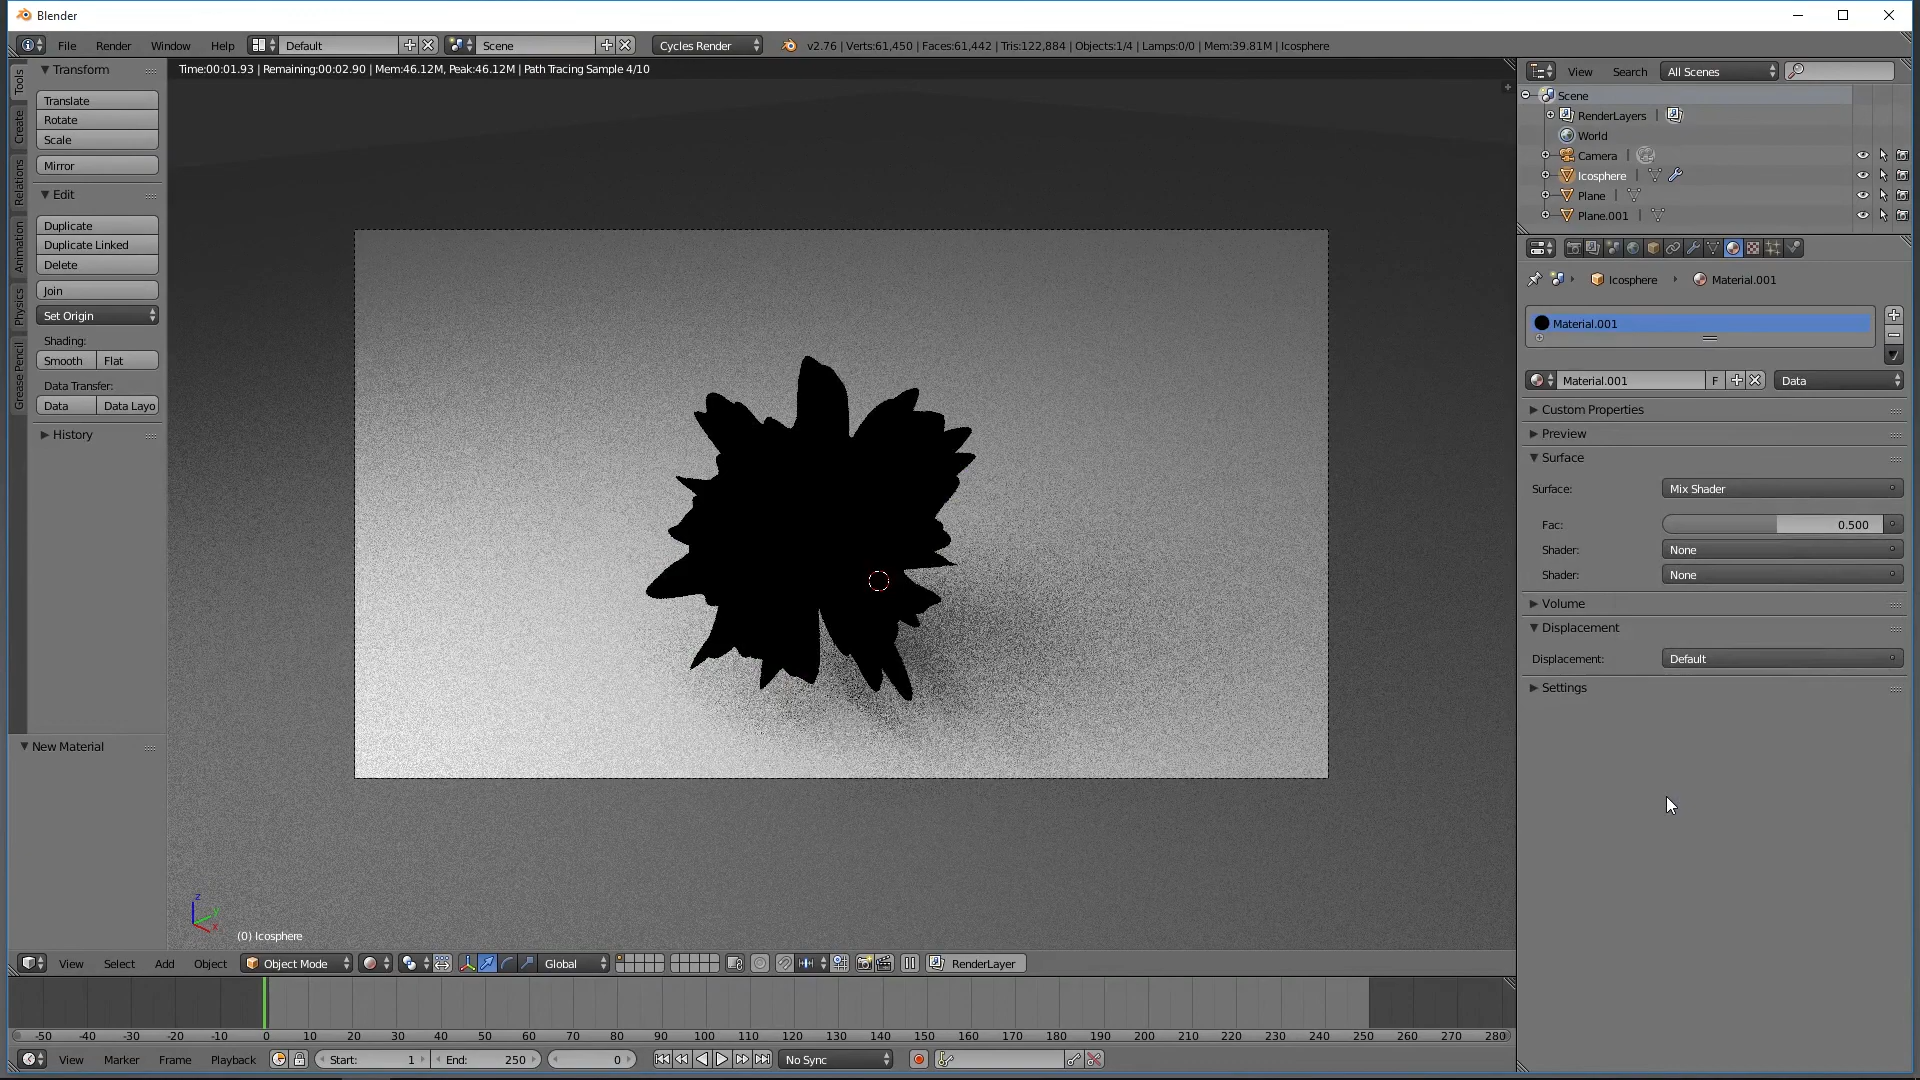 Blender
File Render Window Help Default Scene Cycles Render v2.76 | Verts:61,450 | Faces:61,442 | Tris:122,884 | Objects:1/4 | Lamps:0/0 | Mem:39.81M | Icosphere
Time:00:01.93 | Remaining:00:02.90 | Mem:46.12M, Peak:46.12M | Path Tracing Sample 4/10
Tools
Create
Relations
Animation
Physics
Grease Pencil
Transform
Translate
Rotate
Scale
Mirror
Edit
Duplicate
Duplicate Linked
Delete
Join
Set Origin
Shading:
Smooth Flat
Data Transfer:
Data Data Layo
History
New Material
z
y
x
(0) Icosphere
View Search All Scenes
Scene
RenderLayers |
World
Camera |
Icosphere |
Plane |
Plane.001 |
Icosphere Material.001
Material.001
Material.001 F Data
Custom Properties
Preview
Surface
Surface: Mix Shader
Fac: 0.500
Shader: None
Shader: None
Volume
Displacement
Displacement: Default
Settings
View Select Add Object Object Mode Global RenderLayer
-50 -40 -30 -20 -10 0 10 20 30 40 50 60 70 80 90 100 110 120 130 140 150 160 170 180 190 200 210 220 230 240 250 260 270 280
View Marker Frame Playback Start: 1 End: 250 0 No Sync